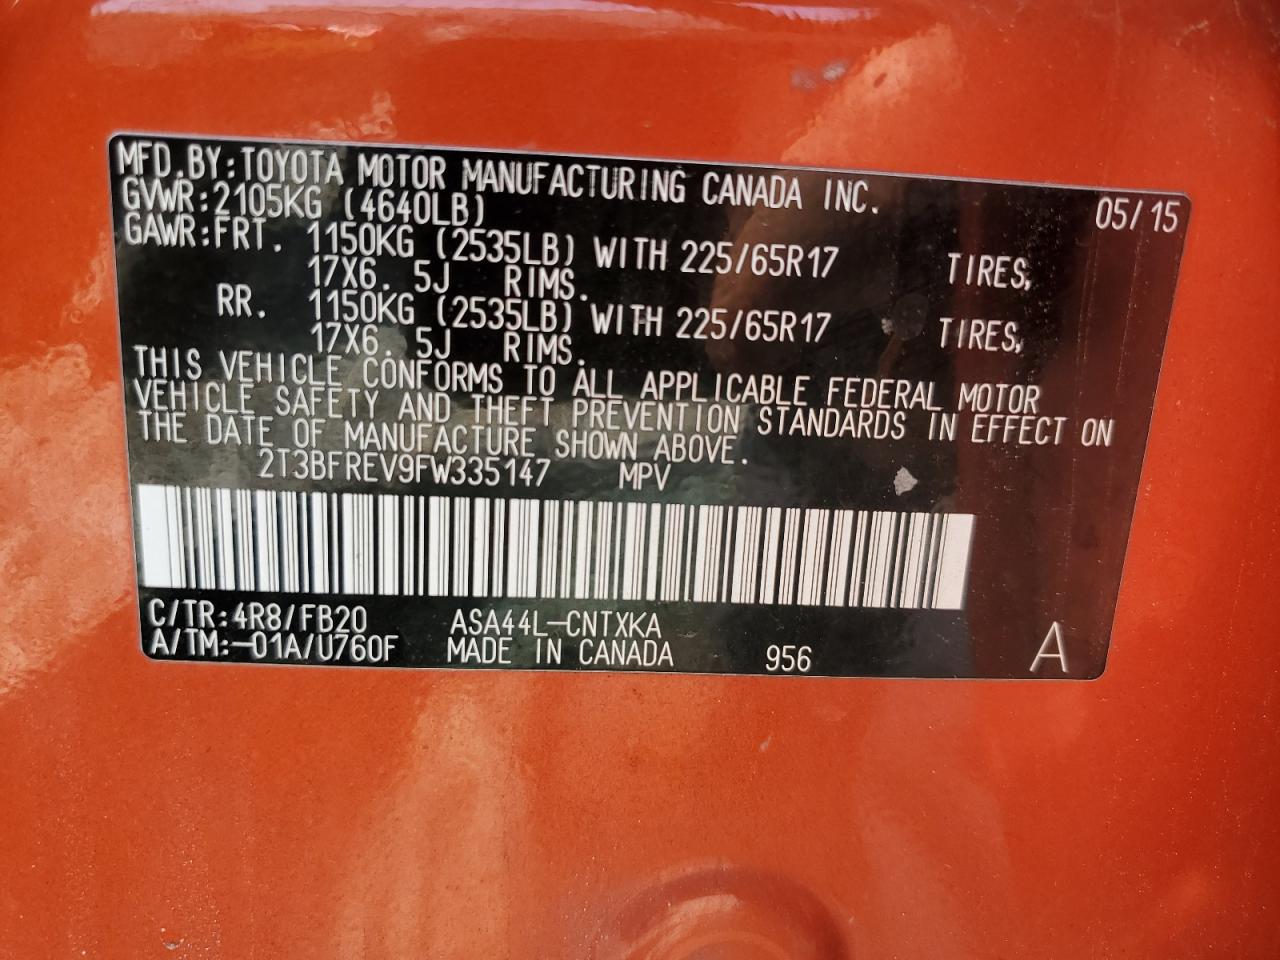 MFD.BY:TOYOTA MOTOR MANUFACTURING CANADA INC.
GVWR:2105KG (4640LB) 05/15
GAWR:FRT. 1150KG (2535LB) WITH 225/65R17 TIRES,
17X6. 5J RIMS.
RR. 1150KG (2535LB) WITH 225/65R17 TIRES,
17X6. 5J RIMS.
THIS VEHICLE CONFORMS TO ALL APPLICABLE FEDERAL MOTOR
VEHICLE SAFETY AND THEFT PREVENTION STANDARDS IN EFFECT ON
THE DATE OF MANUFACTURE SHOWN ABOVE.
2T3BFREV9FW335147 MPV
C/TR:4R8/FB20 ASA44L-CNTXKA
A/TM:-01A/U760F MADE IN CANADA 956 A